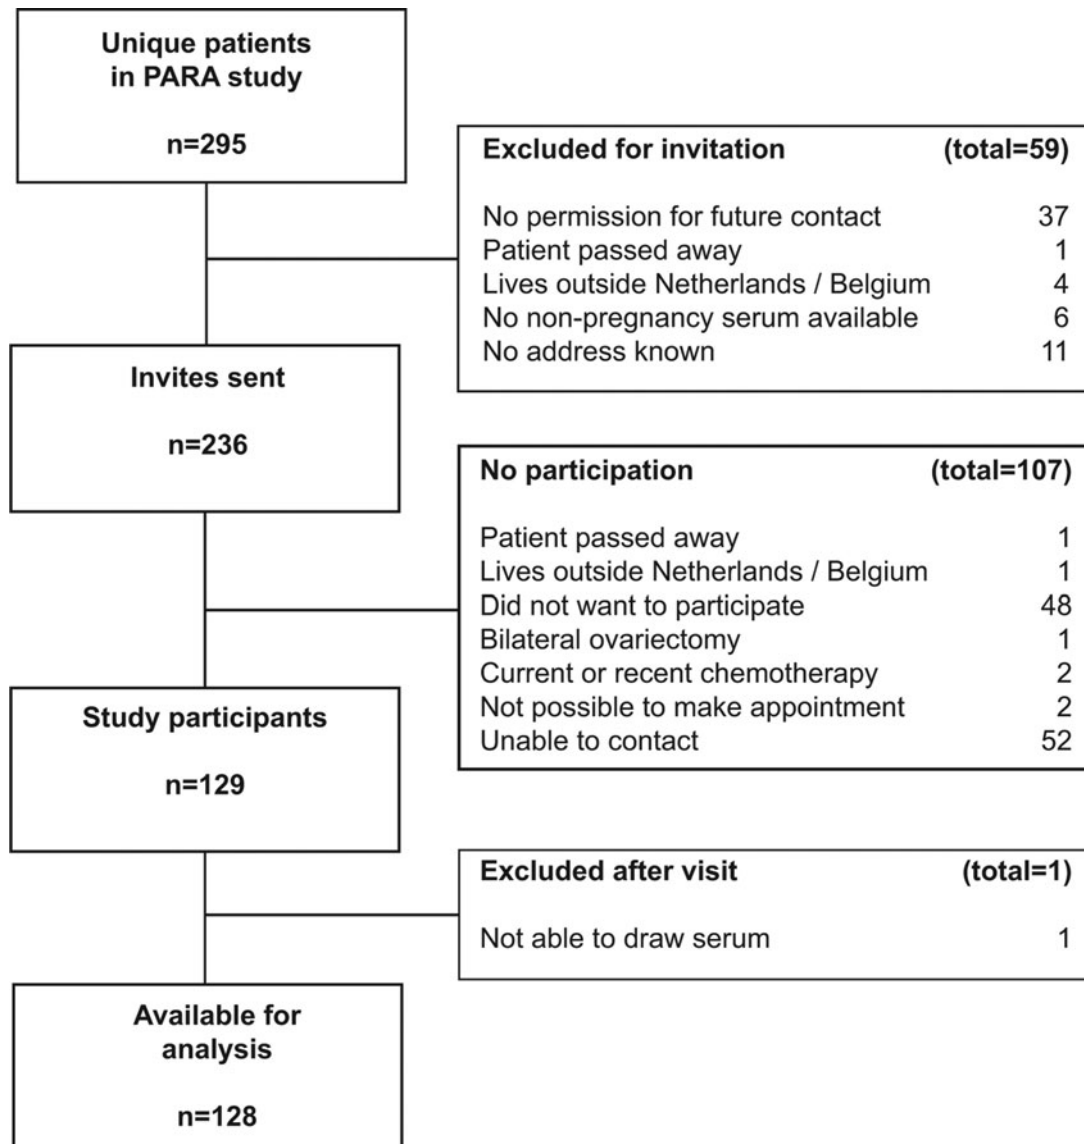 Unique patients
in PARA study
n=295
Excluded for invitation (total=59)
No permission for future contact 37
Patient passed away 1
Lives outside Netherlands / Belgium 4
No non-pregnancy serum available 6
No address known 11
Invites sent
n=236
No participation (total=107)
Patient passed away 1
Lives outside Netherlands / Belgium 1
Did not want to participate 48
Bilateral ovariectomy 1
Current or recent chemotherapy 2
Not possible to make appointment 2
Unable to contact 52
Study participants
n=129
Excluded after visit (total=1)
Not able to draw serum 1
Available for
analysis
n=128